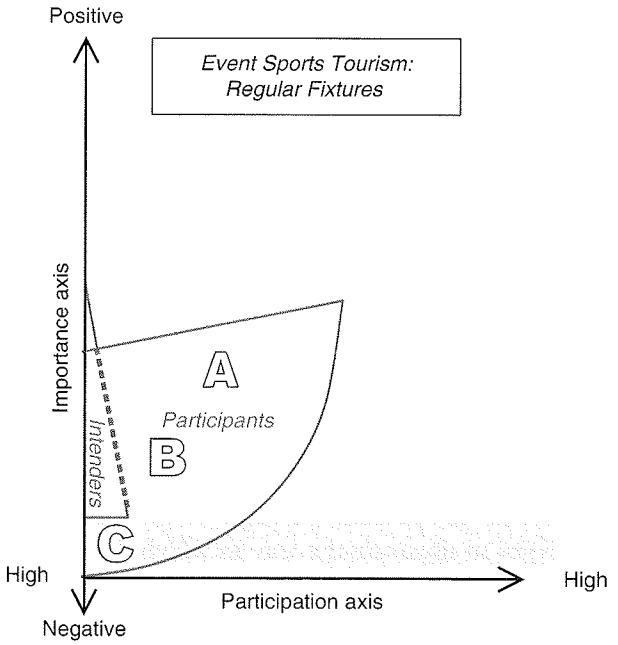 Positive
Event Sports Tourism:
Regular Fixtures
Importance axis
A
Participants
B
Intenders
C
High
High
Participation axis
Negative